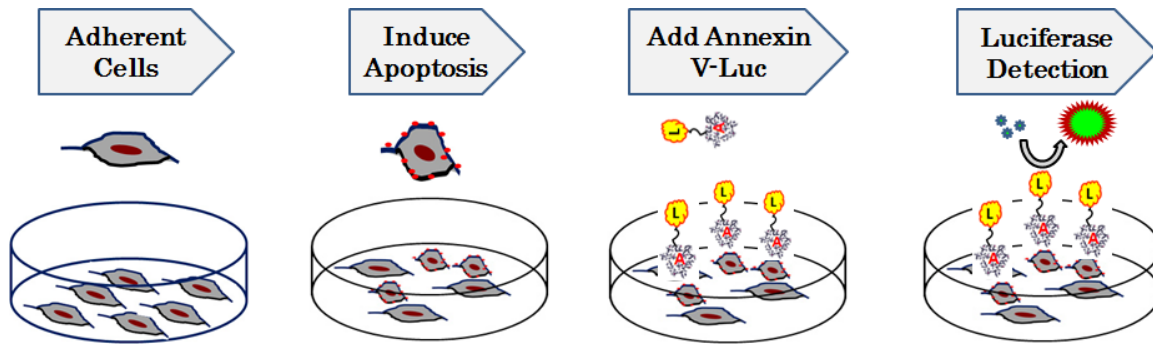 Adherent
Cells
Induce
Apoptosis
Add Annexin
V-Luc
Luciferase
Detection
L
A
L
L
L
A
A
A
L
L
L
A
A
A